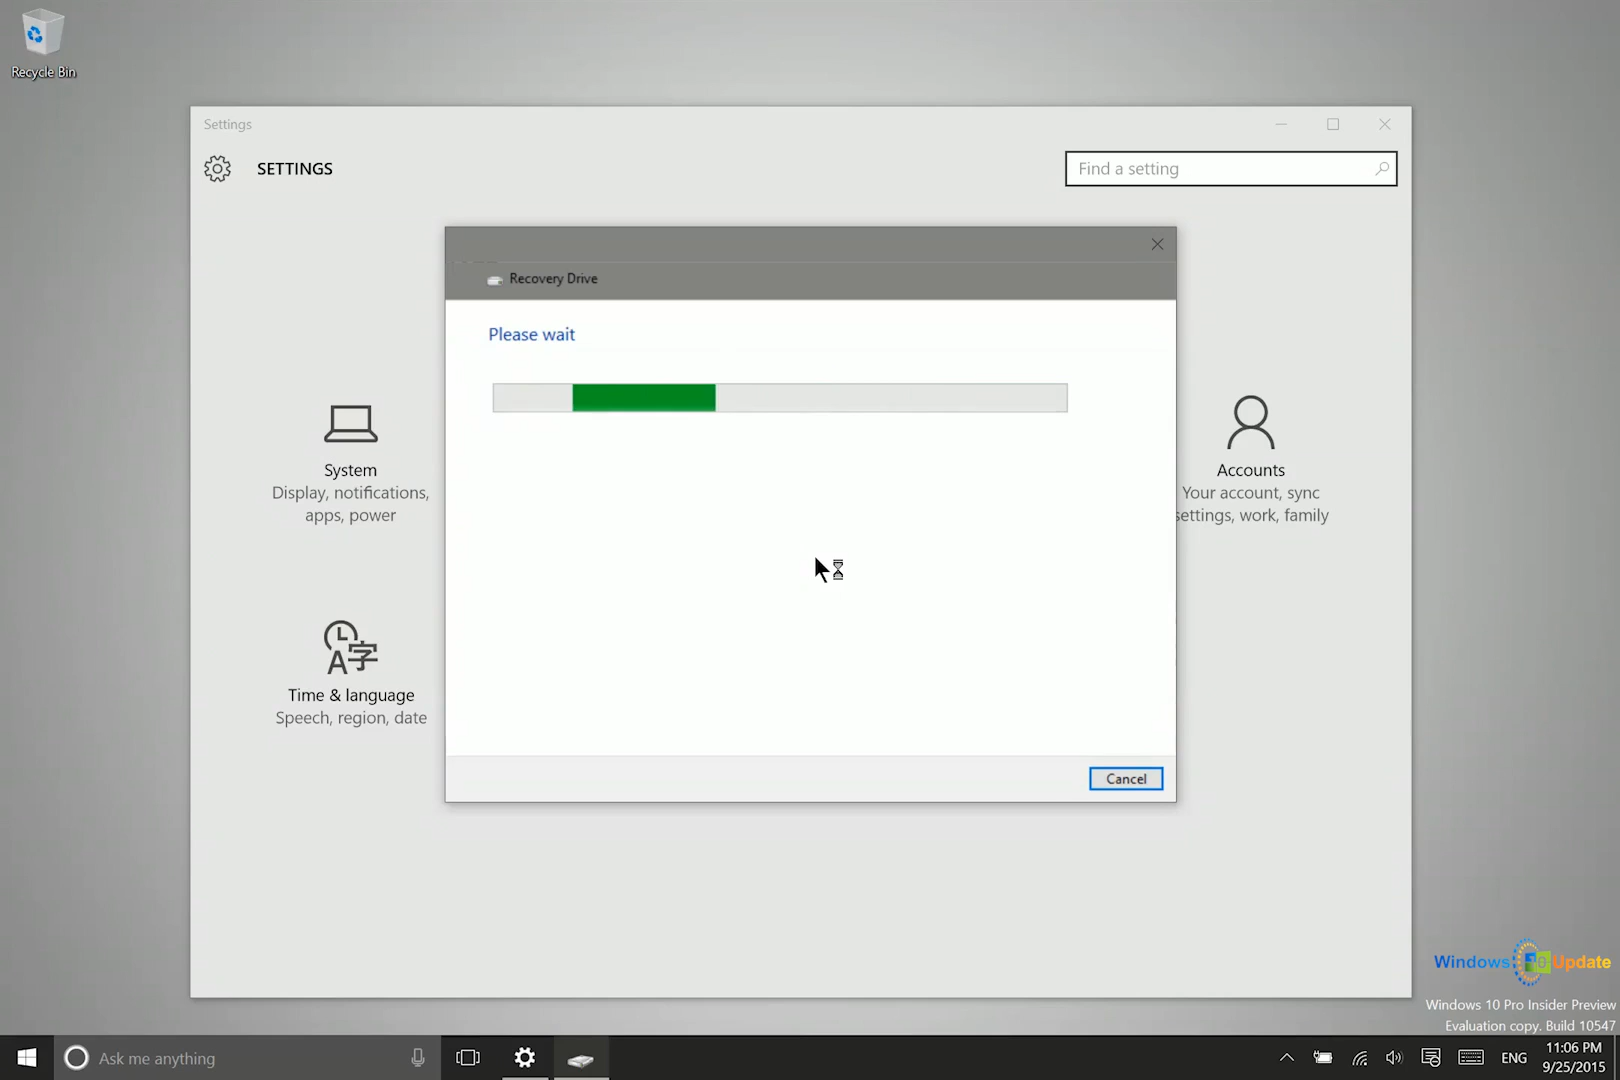 Recycle Bin
Settings
SETTINGS
Find a setting
Recovery Drive
Please wait
System
Display, notifications,
apps, power
Accounts
Your account, sync
settings, work, family
Time & language
Speech, region, date
Cancel
Windows 10 Update
Windows 10 Pro Insider Preview
Evaluation copy. Build 10547
Ask me anything
ENG
11:06 PM
9/25/2015